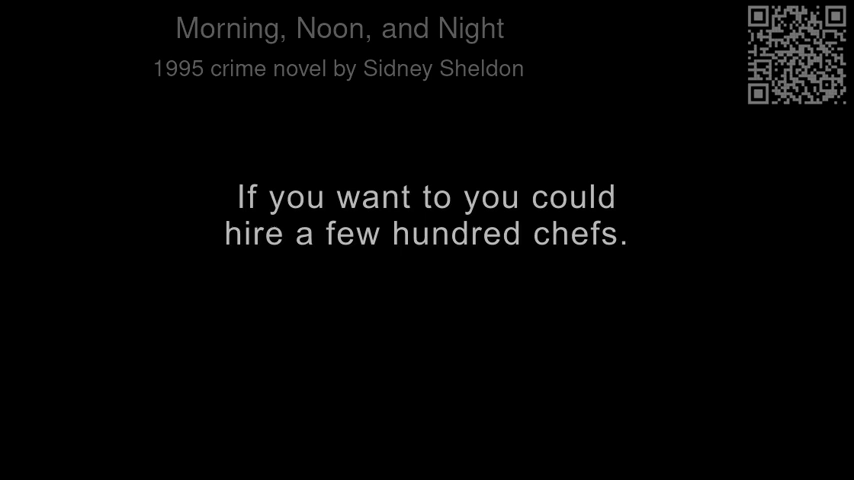 Morning, Noon, and Night
1995 crime novel by Sidney Sheldon
If you want to you could
hire a few hundred chefs.